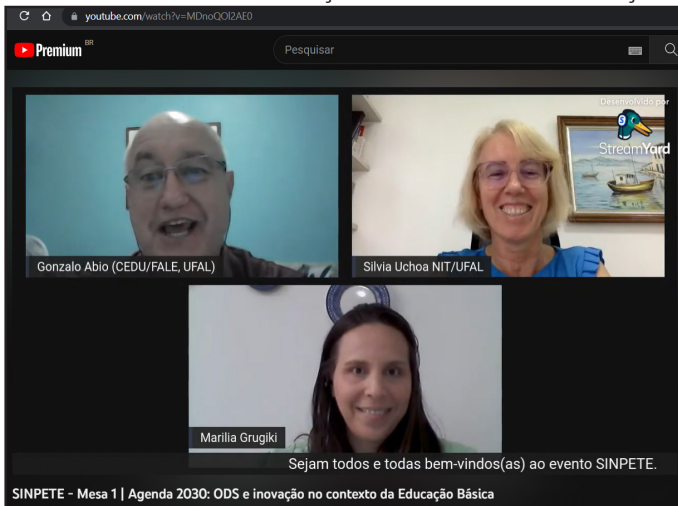 youtube.com/watch?v=MDnoQOl2AE0
Premium BR
Pesquisar
Desenvolvido por
StreamYard
Gonzalo Abio (CEDU/FALE, UFAL)
Silvia Uchoa NIT/UFAL
Marilia Grugiki
Sejam todos e todas bem-vindos(as) ao evento SINPETE.
SINPETE - Mesa 1 | Agenda 2030: ODS e inovação no contexto da Educação Básica